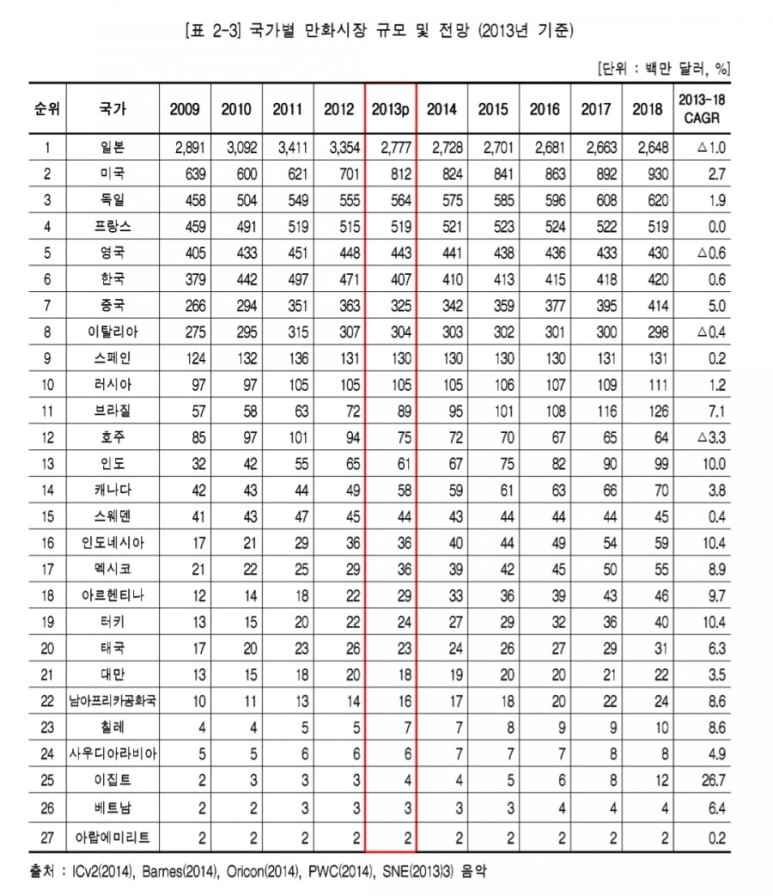 [표 2-3] 국가별 만화시장 규모 및 전망 (2013년 기준)
[단위 : 백만 달러, %]
순위 국가 2009 2010 2011 2012 2013p 2014 2015 2016 2017 2018 2013-18 CAGR
1 일본 2,891 3,092 3,411 3,354 2,777 2,728 2,701 2,681 2,663 2,648 △1.0
2 미국 639 600 621 701 812 824 841 863 892 930 2.7
3 독일 458 504 549 555 564 575 585 596 608 620 1.9
4 프랑스 459 491 519 515 519 521 523 524 522 519 0.0
5 영국 405 433 451 448 443 441 438 436 433 430 △0.6
6 한국 379 442 497 471 407 410 413 415 418 420 0.6
7 중국 266 294 351 363 325 342 359 377 395 414 5.0
8 이탈리아 275 295 315 307 304 303 302 301 300 298 △0.4
9 스페인 124 132 136 131 130 130 130 130 131 131 0.2
10 러시아 97 97 105 105 105 105 106 107 109 111 1.2
11 브라질 57 58 63 72 89 95 101 108 116 126 7.1
12 호주 85 97 101 94 75 72 70 67 65 64 △3.3
13 인도 32 42 55 65 61 67 75 82 90 99 10.0
14 캐나다 42 43 44 49 58 59 61 63 66 70 3.8
15 스웨덴 41 43 47 45 44 43 44 44 44 45 0.4
16 인도네시아 17 21 29 36 36 40 44 49 54 59 10.4
17 멕시코 21 22 25 29 36 39 42 45 50 55 8.9
18 아르헨티나 12 14 18 22 29 33 36 39 43 46 9.7
19 터키 13 15 20 22 24 27 29 32 36 40 10.4
20 태국 17 20 23 26 23 24 26 27 29 31 6.3
21 대만 13 15 18 20 18 19 20 20 21 22 3.5
22 남아프리카공화국 10 11 13 14 16 17 18 20 22 24 8.6
23 칠레 4 4 5 5 7 7 8 9 9 10 8.6
24 사우디아라비아 5 5 6 6 6 7 7 7 8 8 4.9
25 이집트 2 3 3 3 4 4 5 6 8 12 26.7
26 베트남 2 2 3 3 3 3 3 4 4 4 6.4
27 아랍에미리트 2 2 2 2 2 2 2 2 2 2 0.2
출처 : ICv2(2014), Barnes(2014), Oricon(2014), PWC(2014), SNE(2013)3) 음악